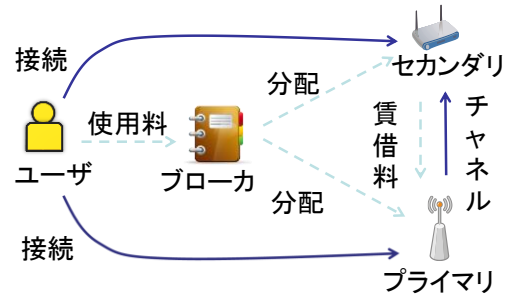 接続
セカンダリ
分配
使用料
賃借料
チャネル
ユーザ
ブローカ
分配
接続
プライマリ